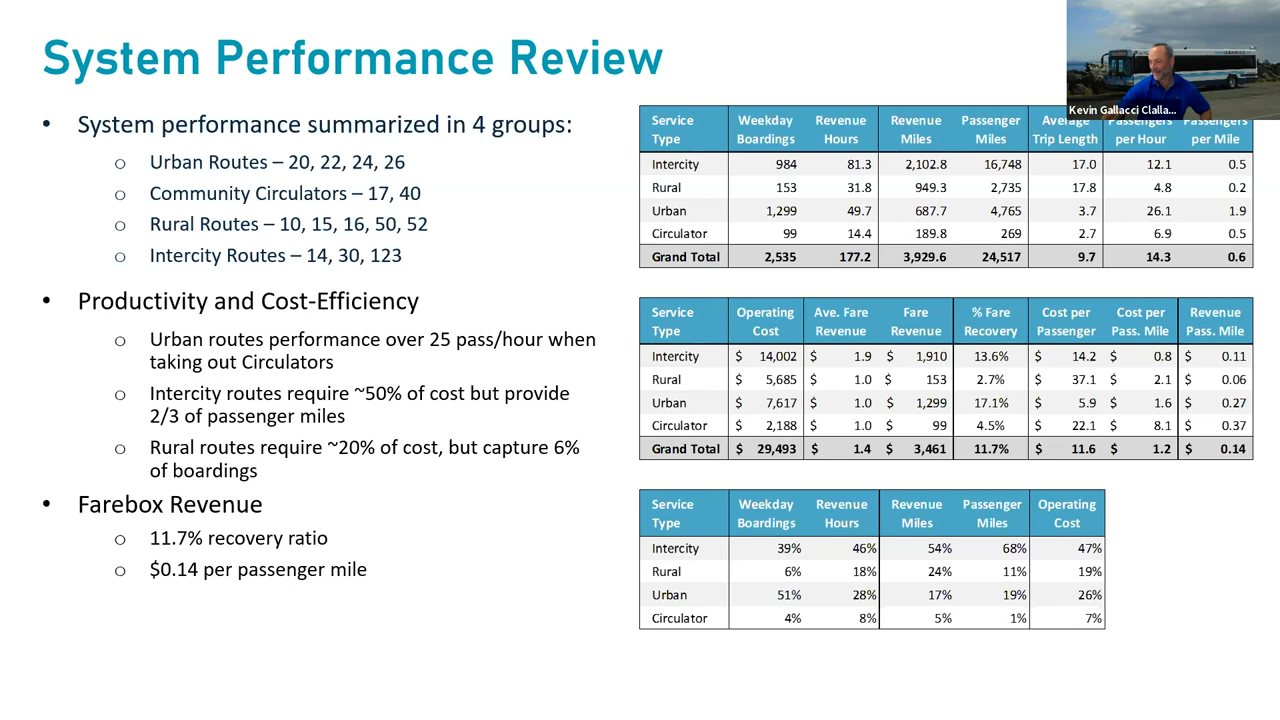 System Performance Review
• System performance summarized in 4 groups:
o Urban Routes – 20, 22, 24, 26
o Community Circulators – 17, 40
o Rural Routes – 10, 15, 16, 50, 52
o Intercity Routes – 14, 30, 123
• Productivity and Cost-Efficiency
o Urban routes performance over 25 pass/hour when
taking out Circulators
o Intercity routes require ~50% of cost but provide
2/3 of passenger miles
o Rural routes require ~20% of cost, but capture 6%
of boardings
• Farebox Revenue
o 11.7% recovery ratio
o $0.14 per passenger mile
Kevin Gallacci Clalla...
Service Weekday Revenue Revenue Passenger Average Passengers Passengers
Type Boardings Hours Miles Miles Trip Length per Hour per Mile
Intercity 984 81.3 2,102.8 16,748 17.0 12.1 0.5
Rural 153 31.8 949.3 2,735 17.8 4.8 0.2
Urban 1,299 49.7 687.7 4,765 3.7 26.1 1.9
Circulator 99 14.4 189.8 269 2.7 6.9 0.5
Grand Total 2,535 177.2 3,929.6 24,517 9.7 14.3 0.6
Service Operating Ave. Fare Fare % Fare Cost per Cost per Revenue
Type Cost Revenue Revenue Recovery Passenger Pass. Mile Pass. Mile
Intercity $ 14,002 $ 1.9 $ 1,910 13.6% $ 14.2 $ 0.8 $ 0.11
Rural $ 5,685 $ 1.0 $ 153 2.7% $ 37.1 $ 2.1 $ 0.06
Urban $ 7,617 $ 1.0 $ 1,299 17.1% $ 5.9 $ 1.6 $ 0.27
Circulator $ 2,188 $ 1.0 $ 99 4.5% $ 22.1 $ 8.1 $ 0.37
Grand Total $ 29,493 $ 1.4 $ 3,461 11.7% $ 11.6 $ 1.2 $ 0.14
Service Weekday Revenue Revenue Passenger Operating
Type Boardings Hours Miles Miles Cost
Intercity 39% 46% 54% 68% 47%
Rural 6% 18% 24% 11% 19%
Urban 51% 28% 17% 19% 26%
Circulator 4% 8% 5% 1% 7%